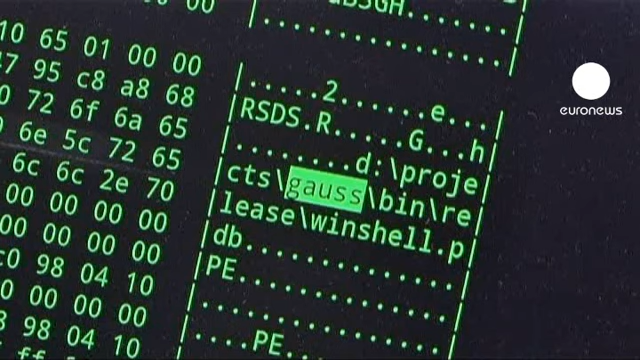 00
10 65 01 00 00 |.....2......e...|
95 c8 a8 68 |RSDS.R.....G...h|
72 6f 6a 65 |.........d:\proje
6e 5c 72 65 |cts\gauss\bin\re|
6c 6c 2e 70 |lease\winshell.p|
00 00 00 00 |db..............|
00 00 00 00 |PE..............|
98 04 10 |................|
00 00 00 00 |....PE...
98 04 10
euronews